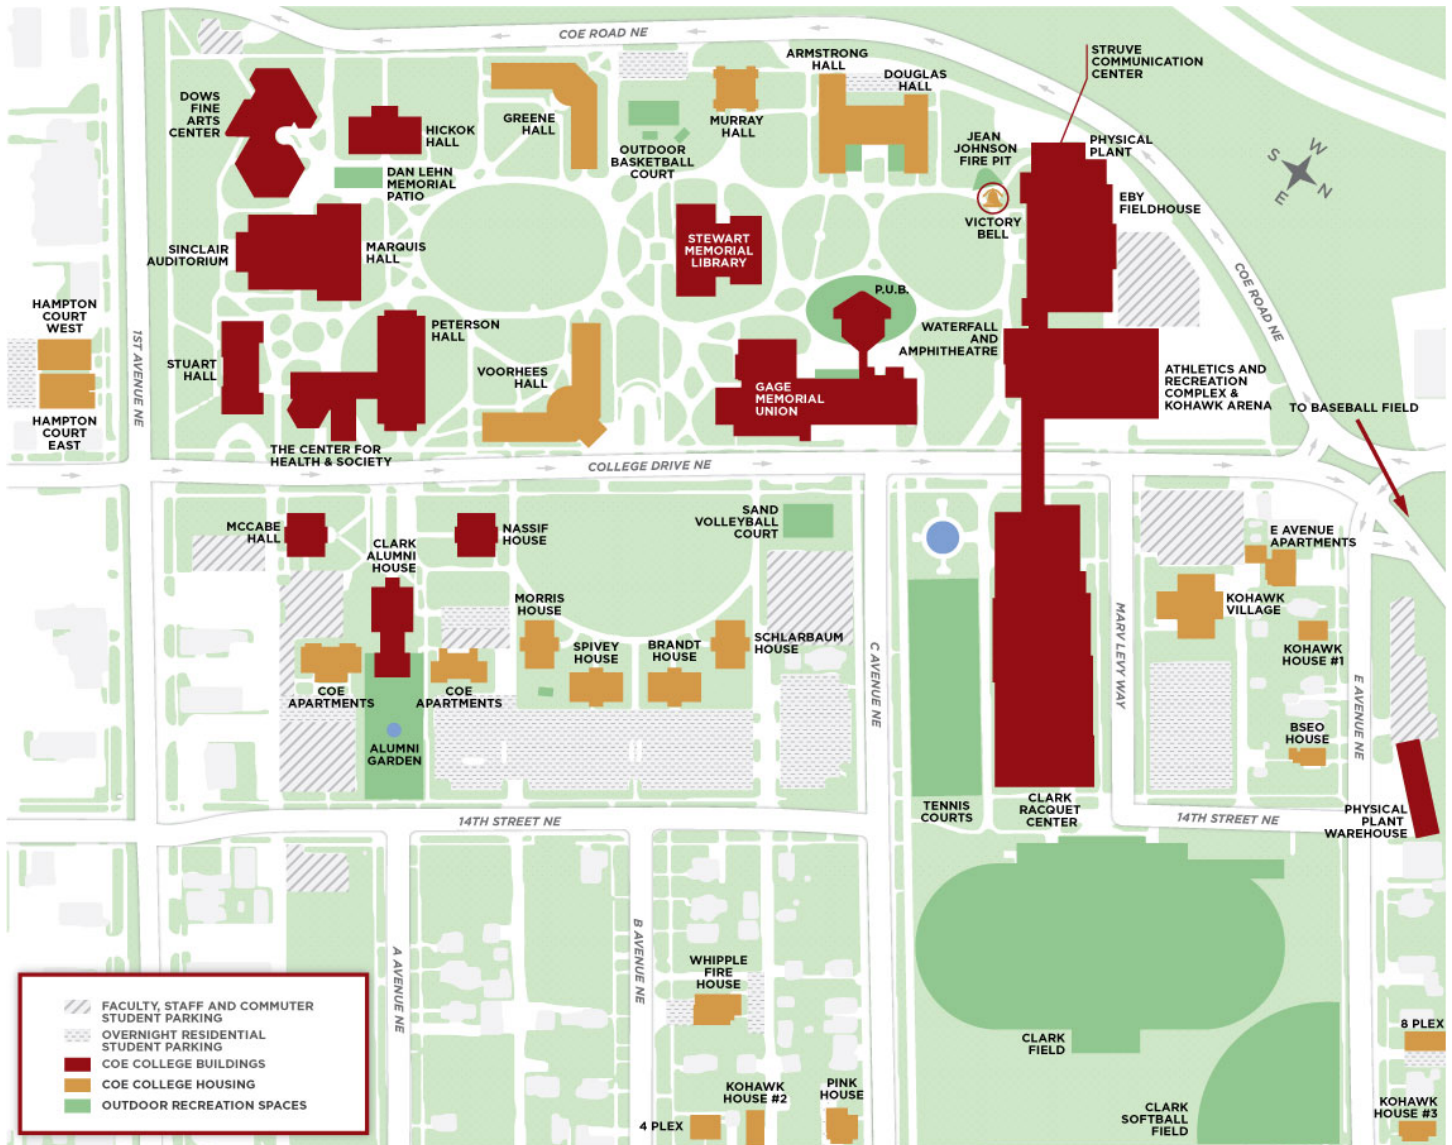 COE ROAD NE
STRUVE
COMMUNICATION
CENTER
ARMSTRONG
HALL
DOUGLAS
HALL
DOWS
FINE
ARTS
CENTER
HICKOK
HALL
GREENE
HALL
MURRAY
HALL
OUTDOOR
BASKETBALL
COURT
JEAN
JOHNSON
FIRE PIT
PHYSICAL
PLANT
S
W
E
N
DAN LEHN
MEMORIAL
PATIO
EBY
FIELDHOUSE
VICTORY
BELL
SINCLAIR
AUDITORIUM
MARQUIS
HALL
STEWART
MEMORIAL
LIBRARY
COE ROAD NE
P.U.B.
HAMPTON
COURT
WEST
1ST AVENUE NE
STUART
HALL
PETERSON
HALL
VOORHEES
HALL
WATERFALL
AND
AMPHITHEATRE
GAGE
MEMORIAL
UNION
ATHLETICS AND
RECREATION
COMPLEX &
KOHAWK ARENA
TO BASEBALL FIELD
HAMPTON
COURT
EAST
THE CENTER FOR
HEALTH & SOCIETY
COLLEGE DRIVE NE
MCCABE
HALL
CLARK
ALUMNI
HOUSE
NASSIF
HOUSE
SAND
VOLLEYBALL
COURT
E AVENUE
APARTMENTS
MORRIS
HOUSE
SPIVEY
HOUSE
BRANDT
HOUSE
SCHLARBAUM
HOUSE
C AVENUE NE
MARV LEVY WAY
KOHAWK
VILLAGE
KOHAWK
HOUSE #1
COE
APARTMENTS
COE
APARTMENTS
E AVENUE NE
BSEO
HOUSE
ALUMNI
GARDEN
TENNIS
COURTS
CLARK
RACQUET
CENTER
14TH STREET NE
14TH STREET NE
PHYSICAL
PLANT
WAREHOUSE
A AVENUE NE
B AVENUE NE
WHIPPLE
FIRE
HOUSE
CLARK
FIELD
8 PLEX
FACULTY, STAFF AND COMMUTER
STUDENT PARKING
OVERNIGHT RESIDENTIAL
STUDENT PARKING
COE COLLEGE BUILDINGS
COE COLLEGE HOUSING
OUTDOOR RECREATION SPACES
4 PLEX
KOHAWK
HOUSE #2
PINK
HOUSE
CLARK
SOFTBALL
FIELD
KOHAWK
HOUSE #3